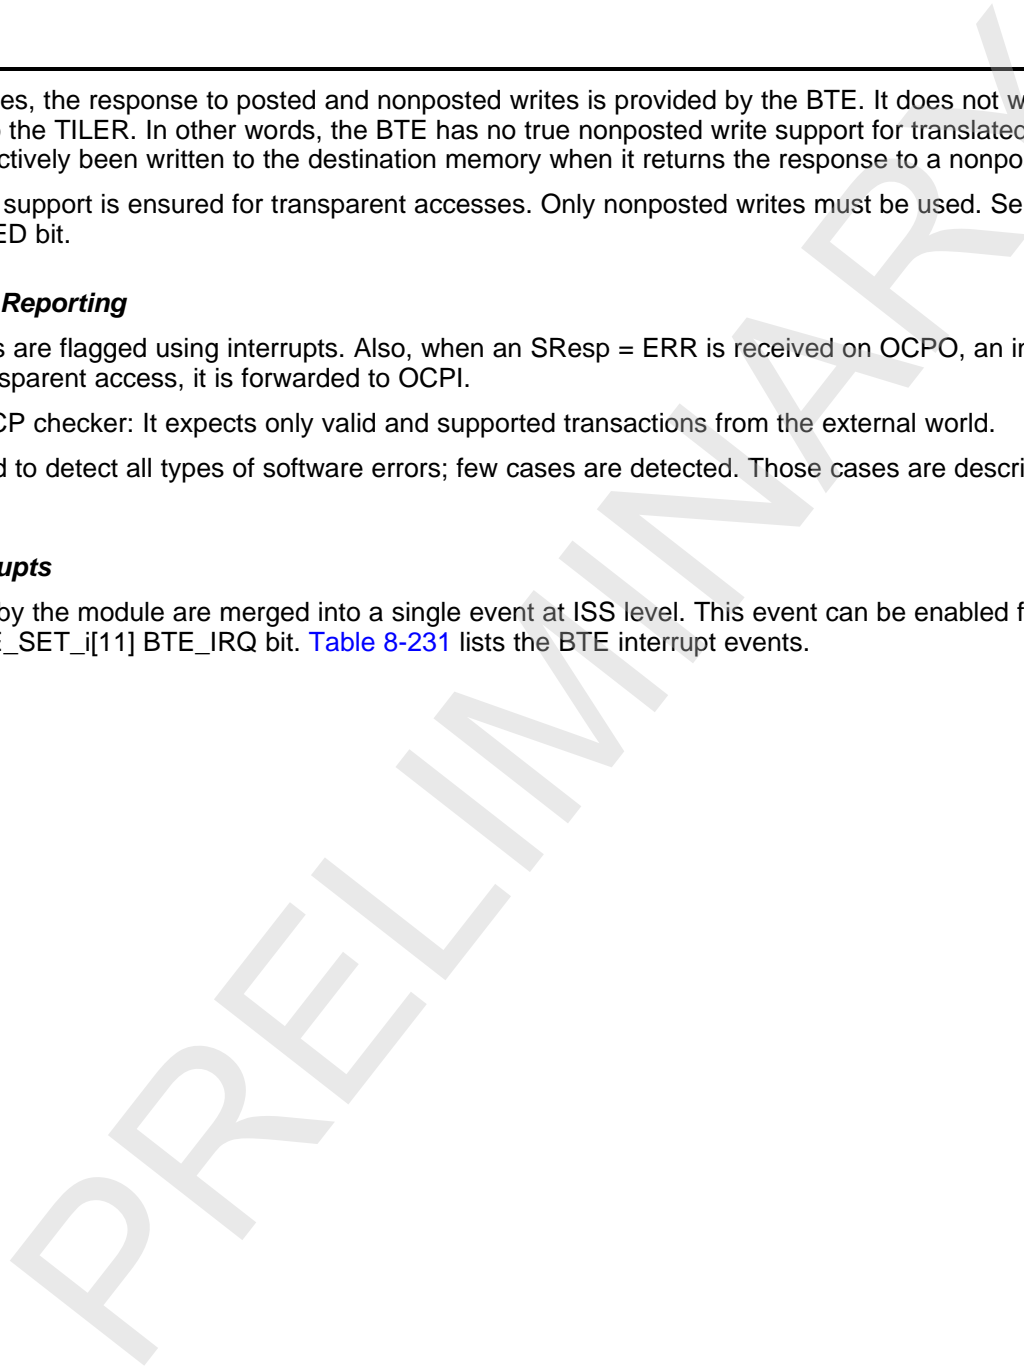 es, the response to posted and nonposted writes is provided by the BTE. It does not w
the TILER. In other words, the BTE has no true nonposted write support for translated
ctively been written to the destination memory when it returns the response to a nonpo
support is ensured for transparent accesses. Only nonposted writes must be used. Se
ED bit.
Reporting
s are flagged using interrupts. Also, when an SResp = ERR is received on OCPO, an in
sparent access, it is forwarded to OCPI.
CP checker: It expects only valid and supported transactions from the external world.
d to detect all types of software errors; few cases are detected. Those cases are descri
upts
by the module are merged into a single event at ISS level. This event can be enabled f
E_SET_i[11] BTE_IRQ bit. Table 8-231 lists the BTE interrupt events.
PRELIMINARY